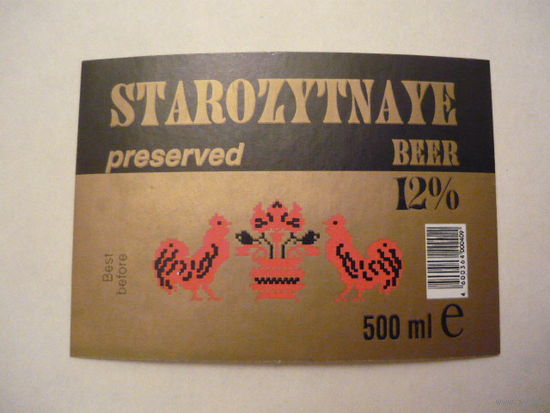 STAROZYTNAYE
preserved BEER
12%
Best
before
500 ml e